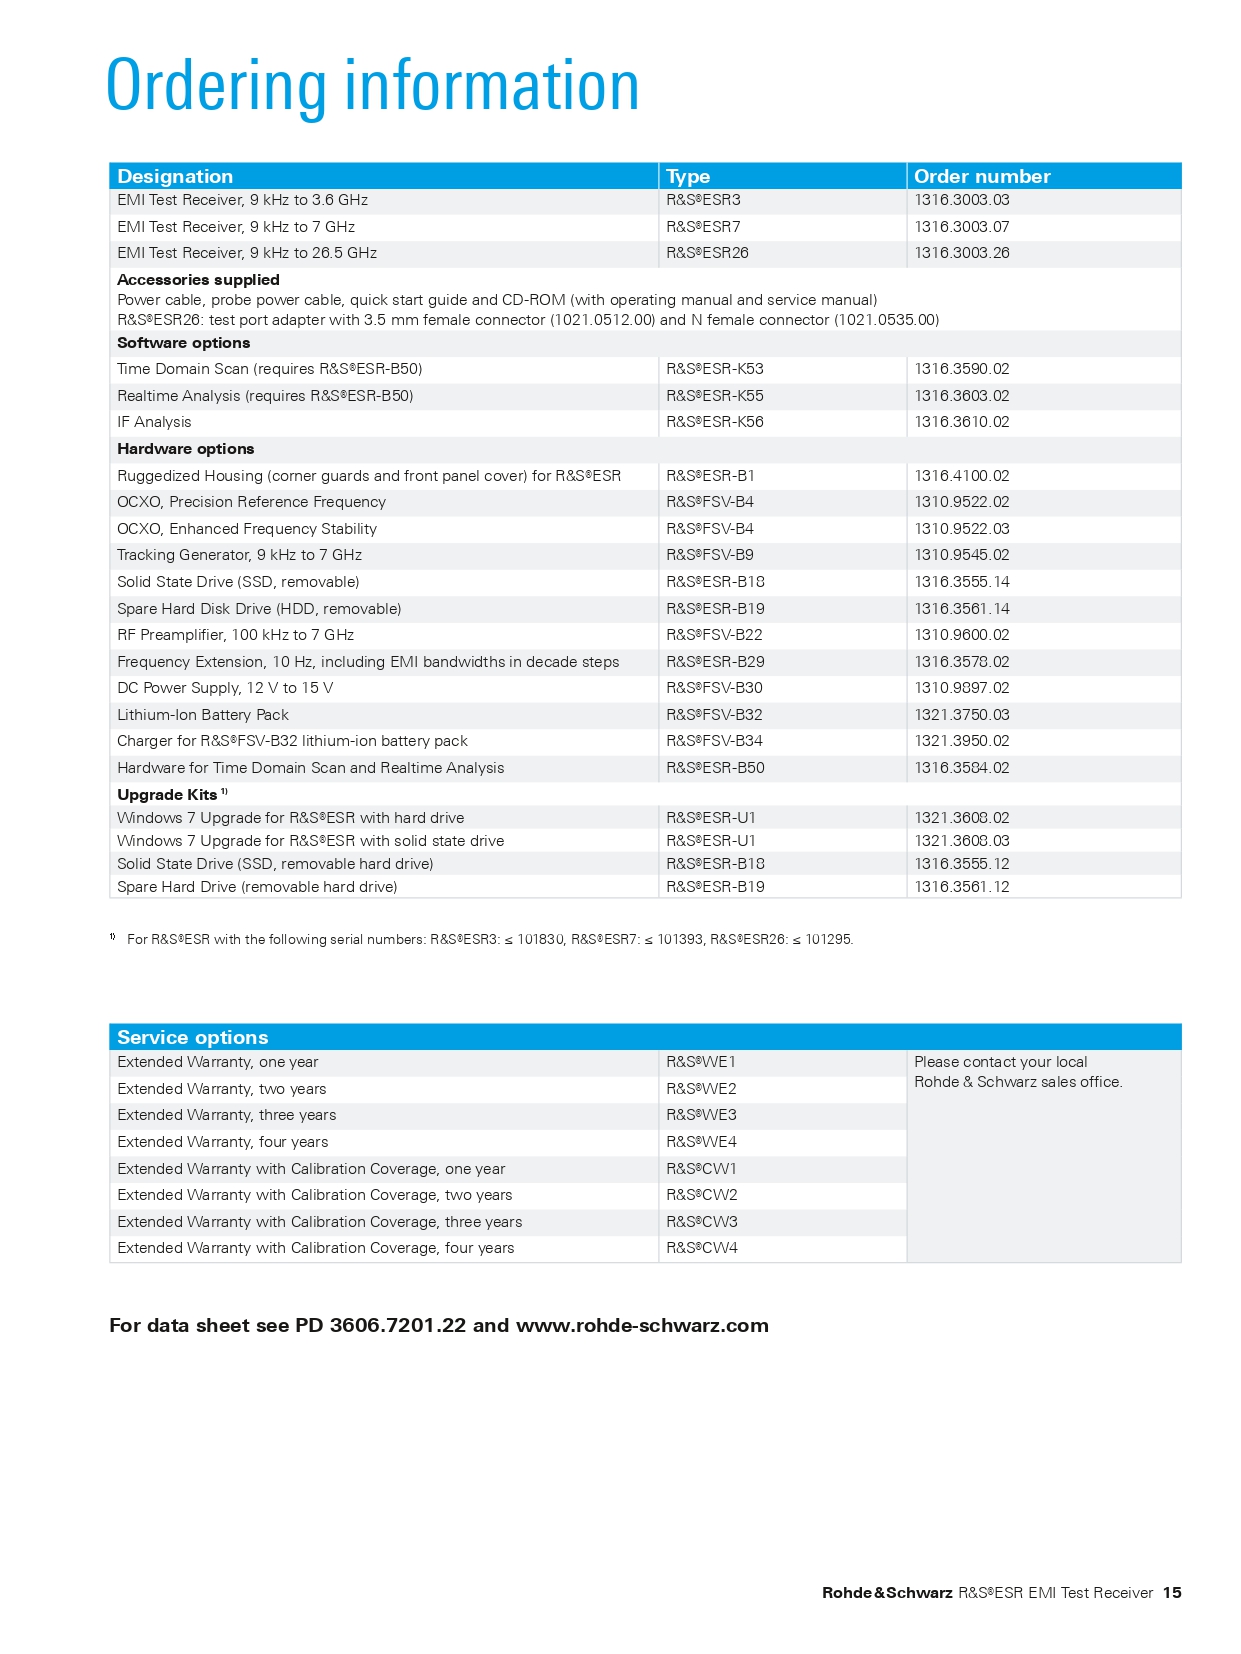 Ordering information
Designation Type Order number
EMI Test Receiver, 9 kHz to 3.6 GHz R&S®ESR3 1316.3003.03
EMI Test Receiver, 9 kHz to 7 GHz R&S®ESR7 1316.3003.07
EMI Test Receiver, 9 kHz to 26.5 GHz R&S®ESR26 1316.3003.26
Accessories supplied
Power cable, probe power cable, quick start guide and CD-ROM (with operating manual and service manual)
R&S®ESR26: test port adapter with 3.5 mm female connector (1021.0512.00) and N female connector (1021.0535.00)
Software options
Time Domain Scan (requires R&S®ESR-B50) R&S®ESR-K53 1316.3590.02
Realtime Analysis (requires R&S®ESR-B50) R&S®ESR-K55 1316.3603.02
IF Analysis R&S®ESR-K56 1316.3610.02
Hardware options
Ruggedized Housing (corner guards and front panel cover) for R&S®ESR R&S®ESR-B1 1316.4100.02
OCXO, Precision Reference Frequency R&S®FSV-B4 1310.9522.02
OCXO, Enhanced Frequency Stability R&S®FSV-B4 1310.9522.03
Tracking Generator, 9 kHz to 7 GHz R&S®FSV-B9 1310.9545.02
Solid State Drive (SSD, removable) R&S®ESR-B18 1316.3555.14
Spare Hard Disk Drive (HDD, removable) R&S®ESR-B19 1316.3561.14
RF Preamplifier, 100 kHz to 7 GHz R&S®FSV-B22 1310.9600.02
Frequency Extension, 10 Hz, including EMI bandwidths in decade steps R&S®ESR-B29 1316.3578.02
DC Power Supply, 12 V to 15 V R&S®FSV-B30 1310.9897.02
Lithium-Ion Battery Pack R&S®FSV-B32 1321.3750.03
Charger for R&S®FSV-B32 lithium-ion battery pack R&S®FSV-B34 1321.3950.02
Hardware for Time Domain Scan and Realtime Analysis R&S®ESR-B50 1316.3584.02
Upgrade Kits 1)
Windows 7 Upgrade for R&S®ESR with hard drive R&S®ESR-U1 1321.3608.02
Windows 7 Upgrade for R&S®ESR with solid state drive R&S®ESR-U1 1321.3608.03
Solid State Drive (SSD, removable hard drive) R&S®ESR-B18 1316.3555.12
Spare Hard Drive (removable hard drive) R&S®ESR-B19 1316.3561.12
1) For R&S®ESR with the following serial numbers: R&S®ESR3: ≤ 101830, R&S®ESR7: ≤ 101393, R&S®ESR26: ≤ 101295.
Service options
Extended Warranty, one year R&S®WE1 Please contact your local
Rohde & Schwarz sales office.
Extended Warranty, two years R&S®WE2
Extended Warranty, three years R&S®WE3
Extended Warranty, four years R&S®WE4
Extended Warranty with Calibration Coverage, one year R&S®CW1
Extended Warranty with Calibration Coverage, two years R&S®CW2
Extended Warranty with Calibration Coverage, three years R&S®CW3
Extended Warranty with Calibration Coverage, four years R&S®CW4
For data sheet see PD 3606.7201.22 and www.rohde-schwarz.com
Rohde & Schwarz R&S®ESR EMI Test Receiver 15